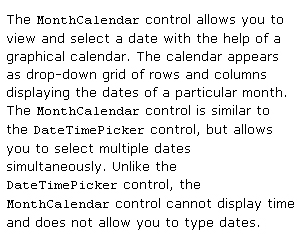 The MonthCalendar control allows you to
view and select a date with the help of a
graphical calendar. The calendar appears
as drop-down grid of rows and columns
displaying the dates of a particular month.
The MonthCalendar control is similar to
the DateTimePicker control, but allows
you to select multiple dates
simultaneously. Unlike the
DateTimePicker control, the
MonthCalendar control cannot display time
and does not allow you to type dates.